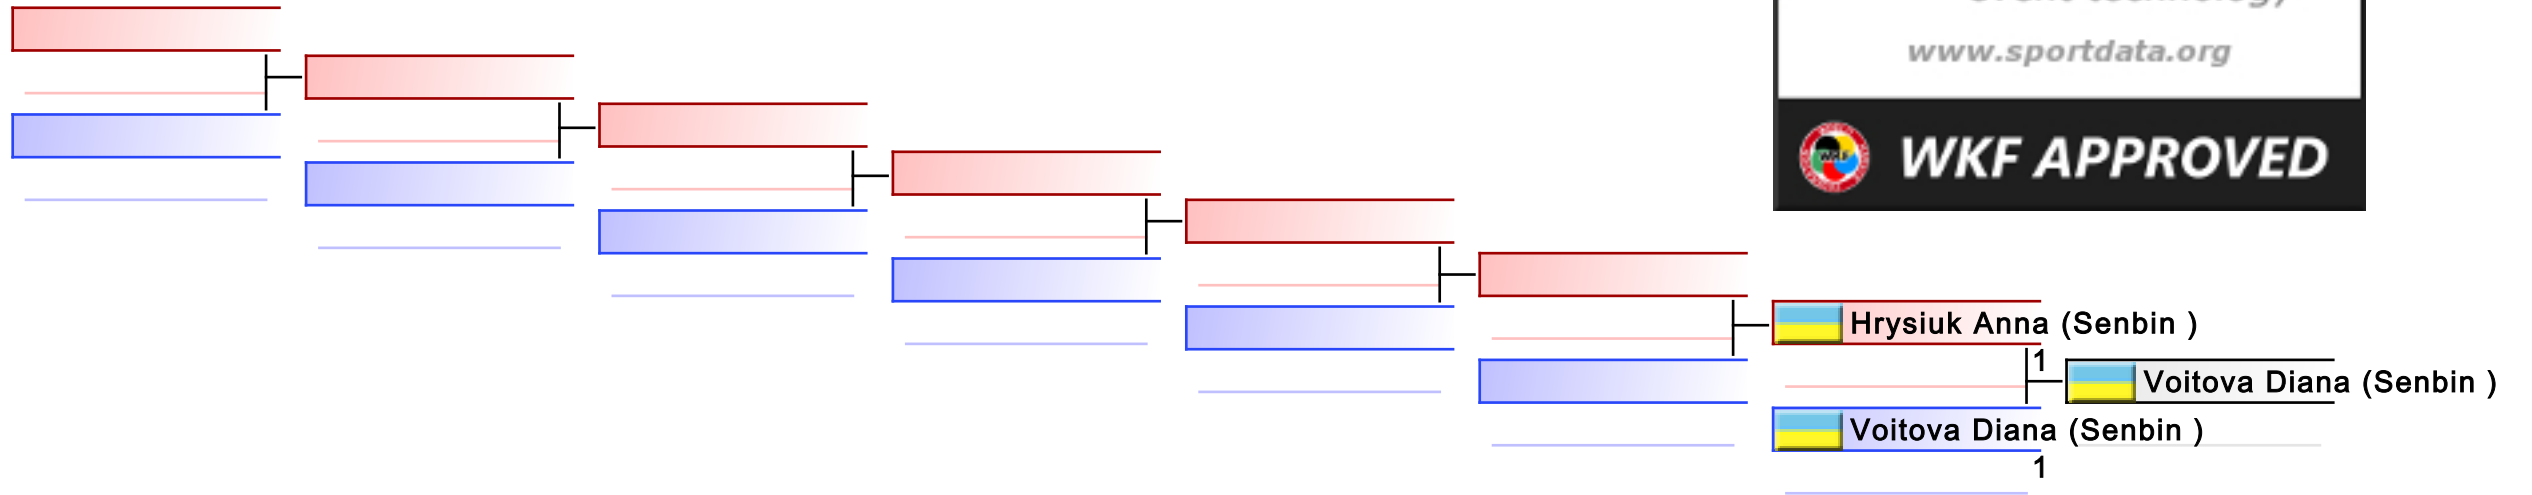 www.sportdata.org
WKF APPROVED
Hrysiuk Anna (Senbin )
1
Voitova Diana (Senbin )
Voitova Diana (Senbin )
1